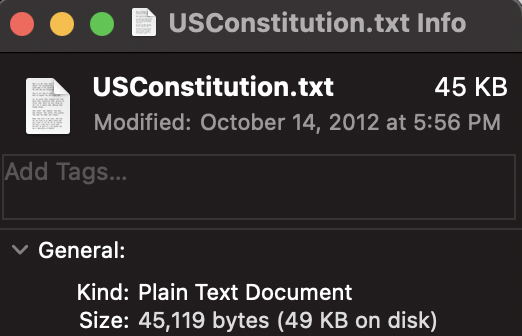 USConstitution.txt Info
USConstitution.txt 45 KB
Modified: October 14, 2012 at 5:56 PM
Add Tags...
General:
Kind: Plain Text Document
Size: 45,119 bytes (49 KB on disk)